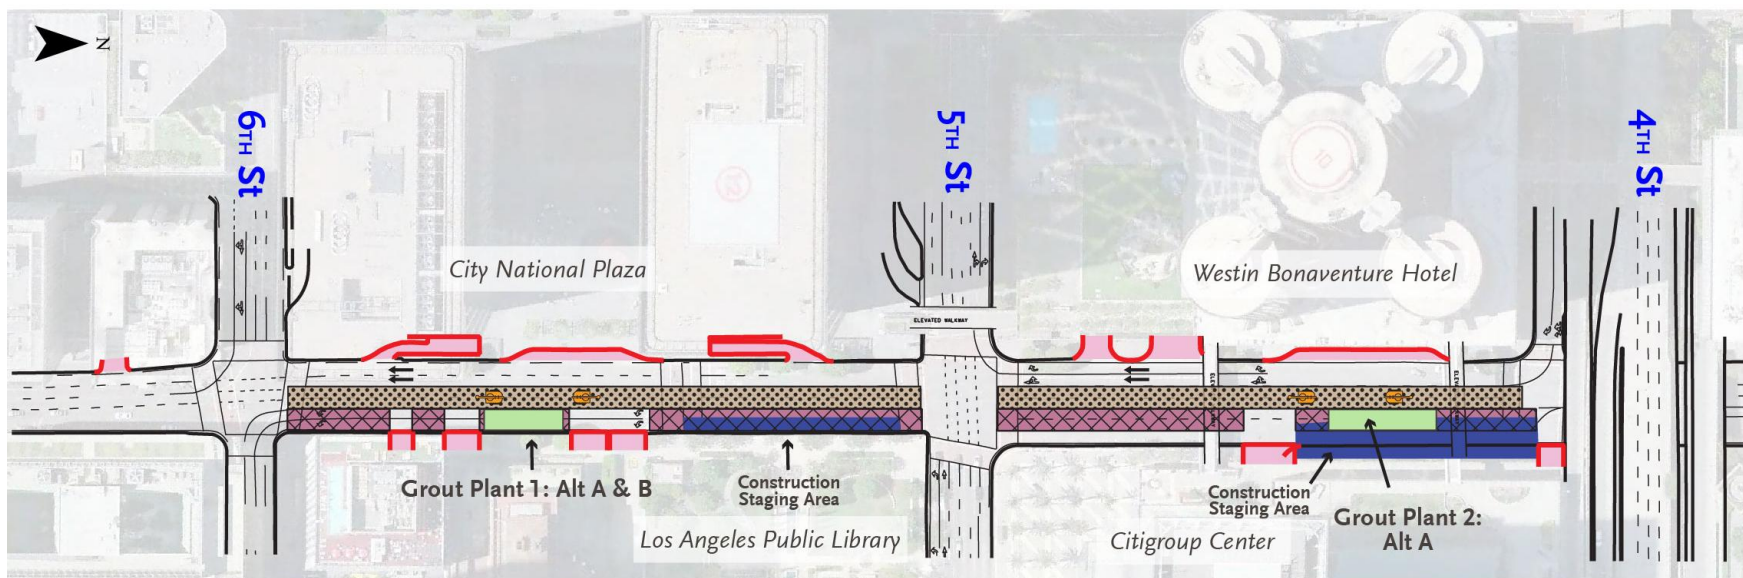 N
6TH St
5TH St
4TH St
City National Plaza
Westin Bonaventure Hotel
10
ELEVATED WALKWAY
Grout Plant 1: Alt A & B
Construction
Staging Area
Los Angeles Public Library
Construction
Staging Area
Citigroup Center
Grout Plant 2:
Alt A